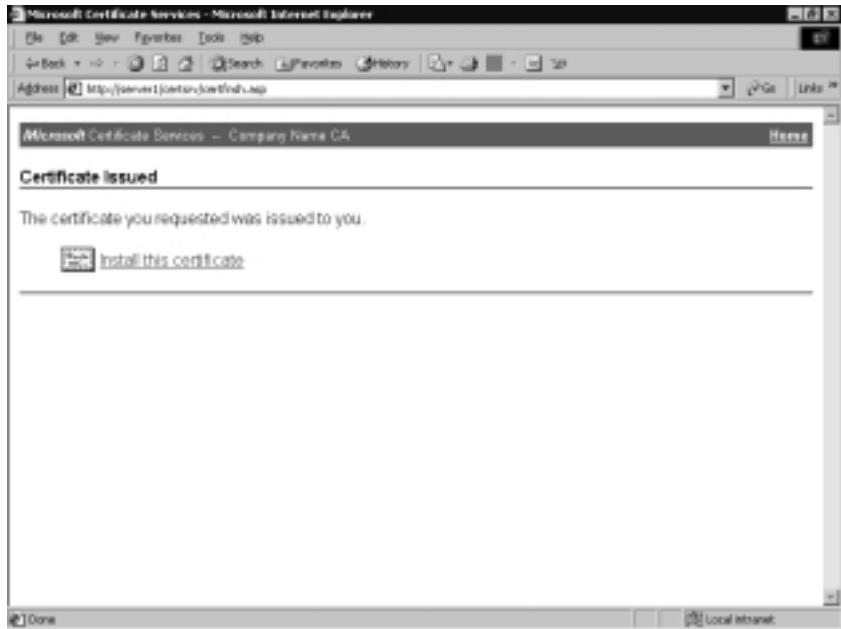 Microsoft Certificate Services - Microsoft Internet Explorer
File Edit View Favorites Tools Help
Back Search Favorites History
Address http://server1/certsrv/certfnsh.asp Go Links »
Microsoft Certificate Services -- Company Name CA Home
Certificate Issued
The certificate you requested was issued to you.
Install this certificate
Done Local intranet